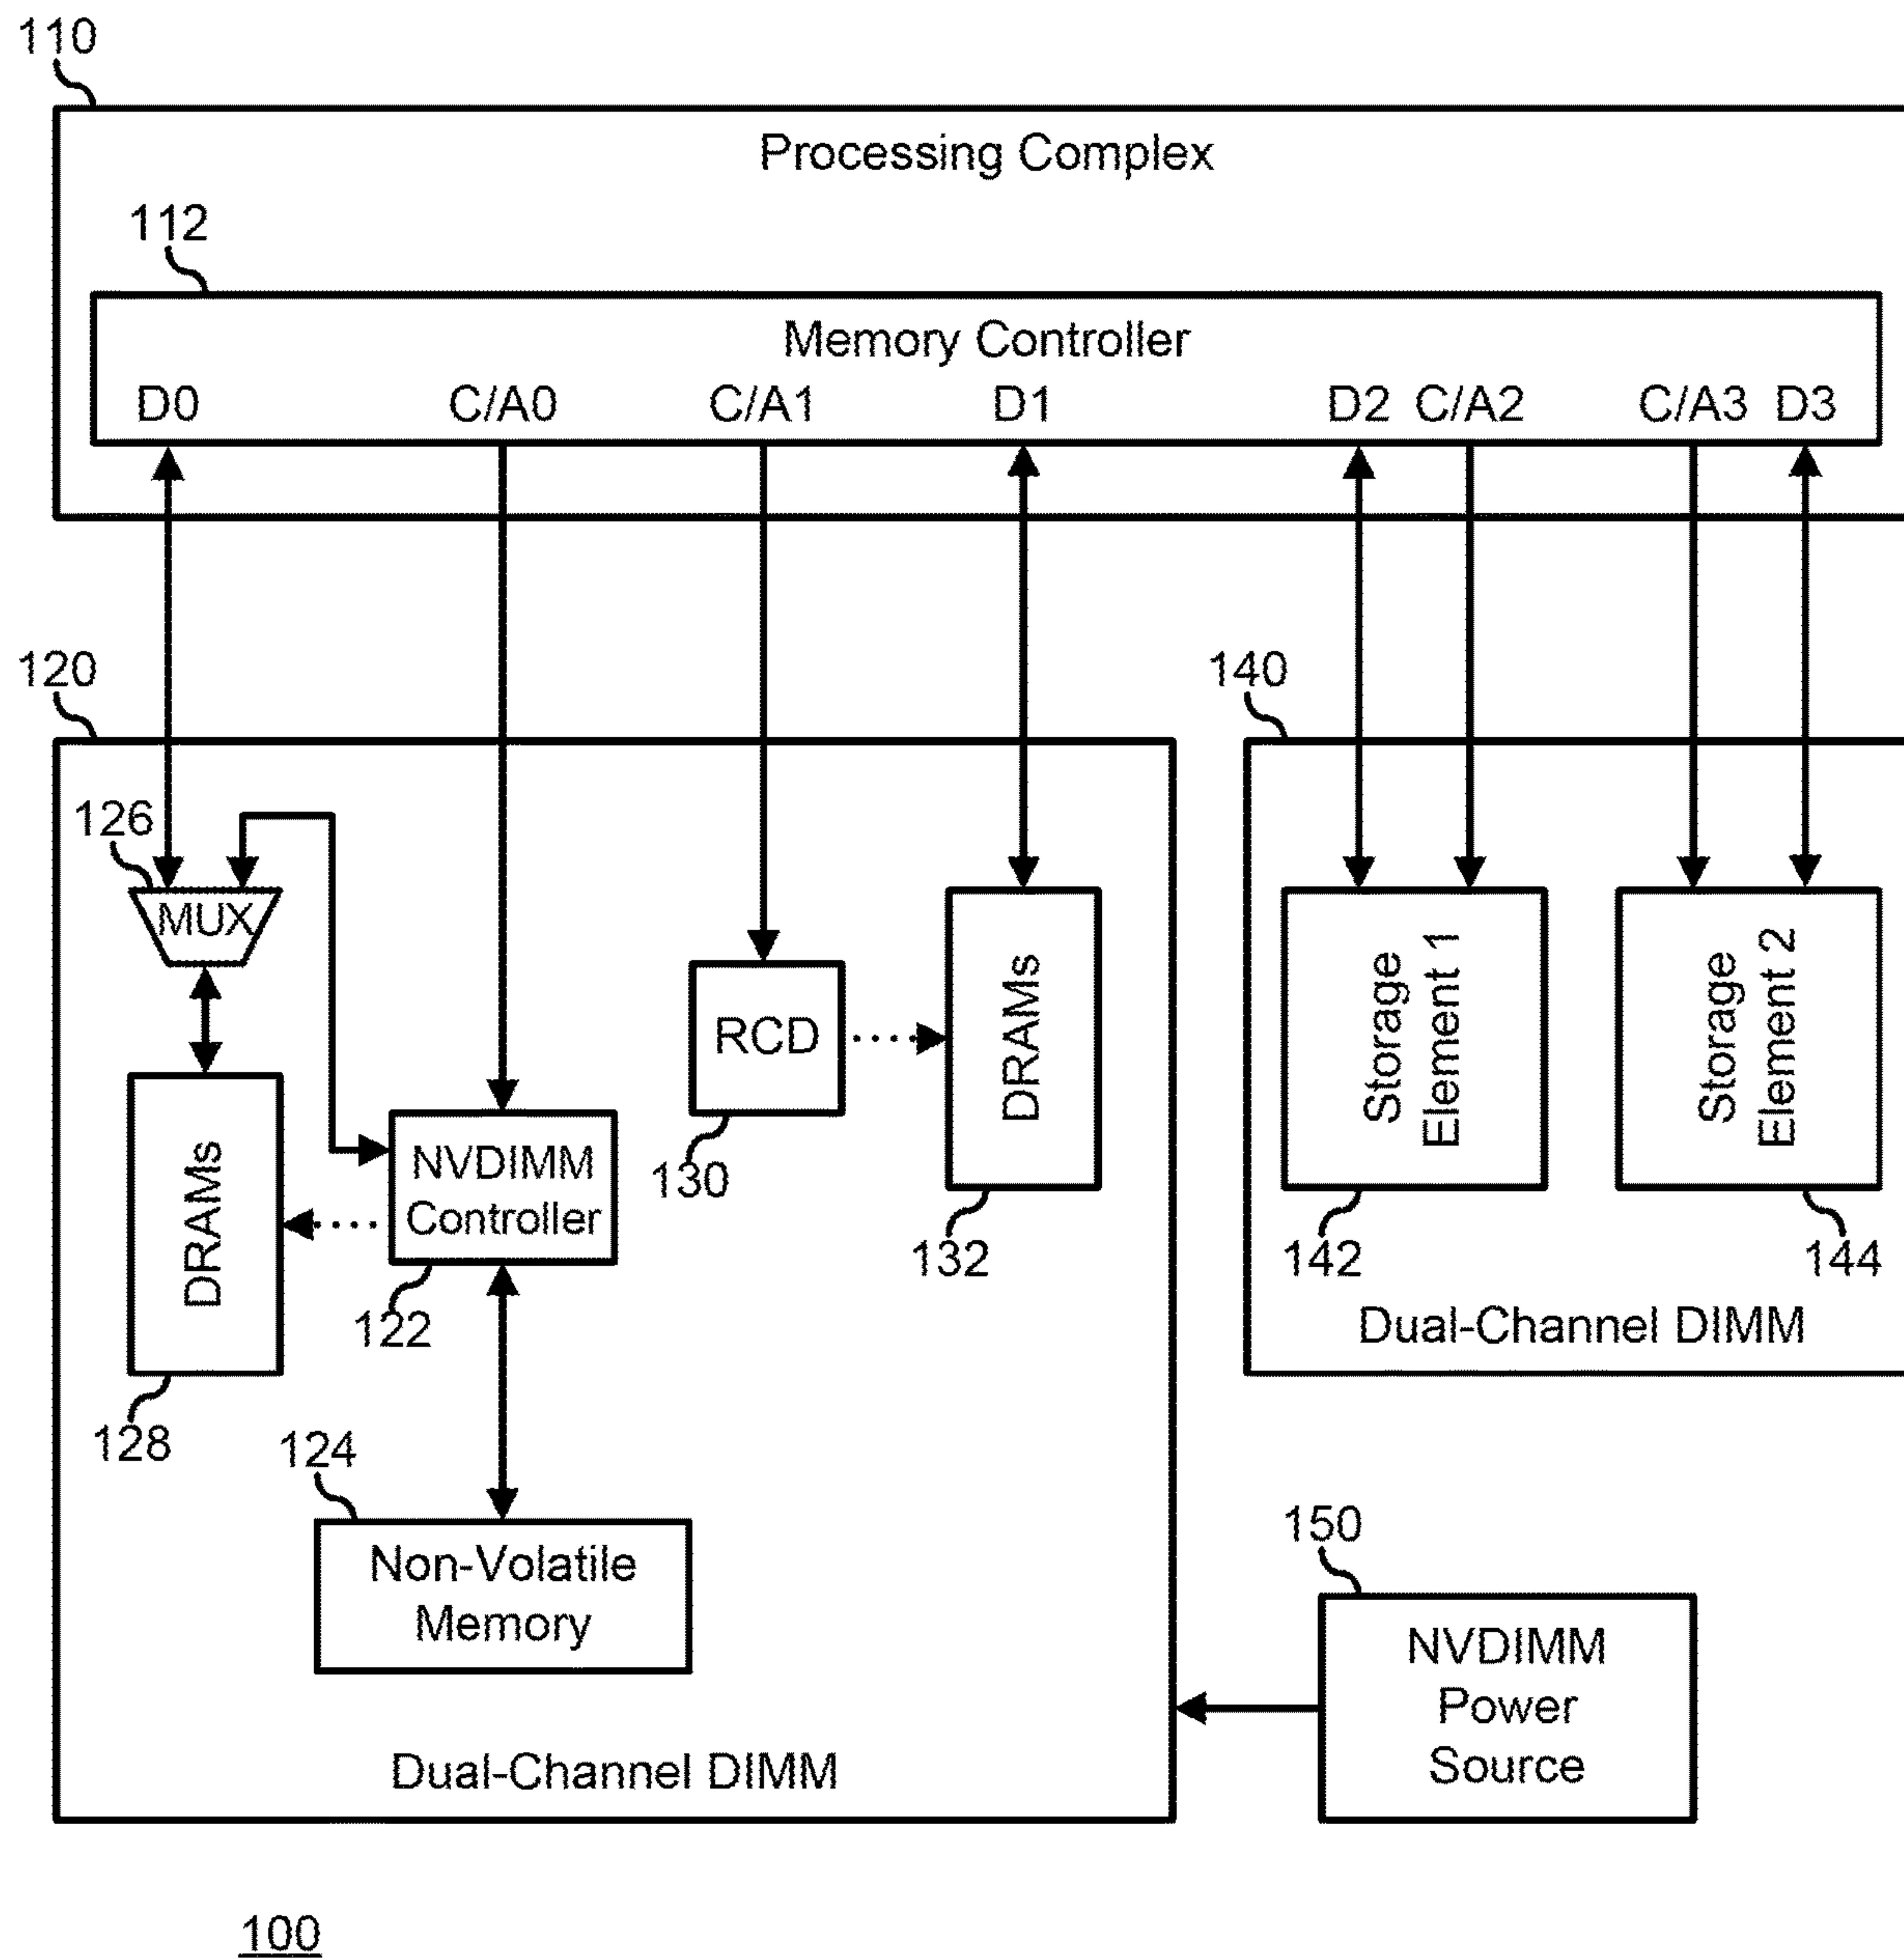 110
Processing Complex
112
Memory Controller
D0 C/A0 C/A1 D1 D2 C/A2 C/A3 D3
120
140
126
MUX
RCD
DRAMs
Storage
Element 1
Storage
Element 2
DRAMs
NVDIMM
Controller
130
132
142
144
122
Dual-Channel DIMM
128
124
Non-Volatile
Memory
150
NVDIMM
Power
Source
Dual-Channel DIMM
100